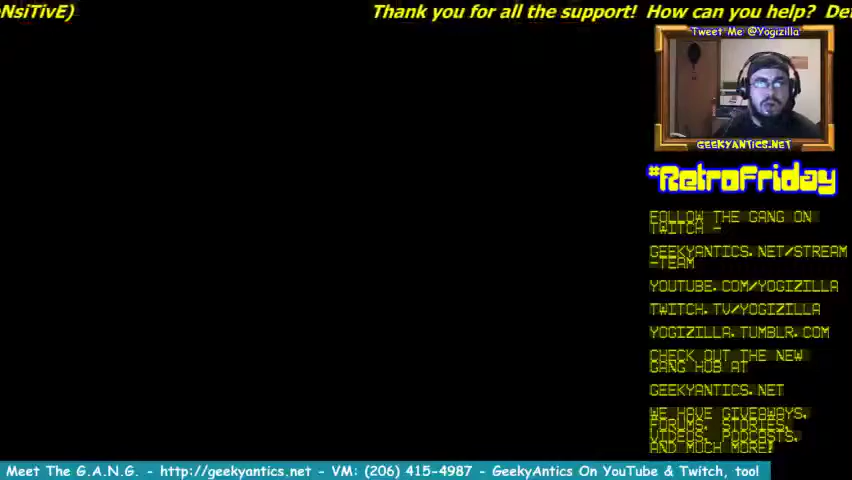 oNsiTivE) Thank you for all the support! How can you help? Det
Tweet Me @Yogizilla
GEEKYANTICS.NET
#RetroFriday
FOLLOW THE GANG ON
TWITCH -
GEEKYANTICS.NET/STREAM
-TEAM
YOUTUBE.COM/YOGIZILLA
TWITCH.TV/YOGIZILLA
YOGIZILLA.TUMBLR.COM
CHECK OUT THE NEW
GANG HUB AT
GEEKYANTICS.NET
WE HAVE GIVEAWAYS,
FORUMS, STORIES,
VIDEOS, PODCASTS,
AND MUCH MORE!
Meet The G.A.N.G. - http://geekyantics.net - VM: (206) 415-4987 - GeekyAntics On YouTube & Twitch, too!